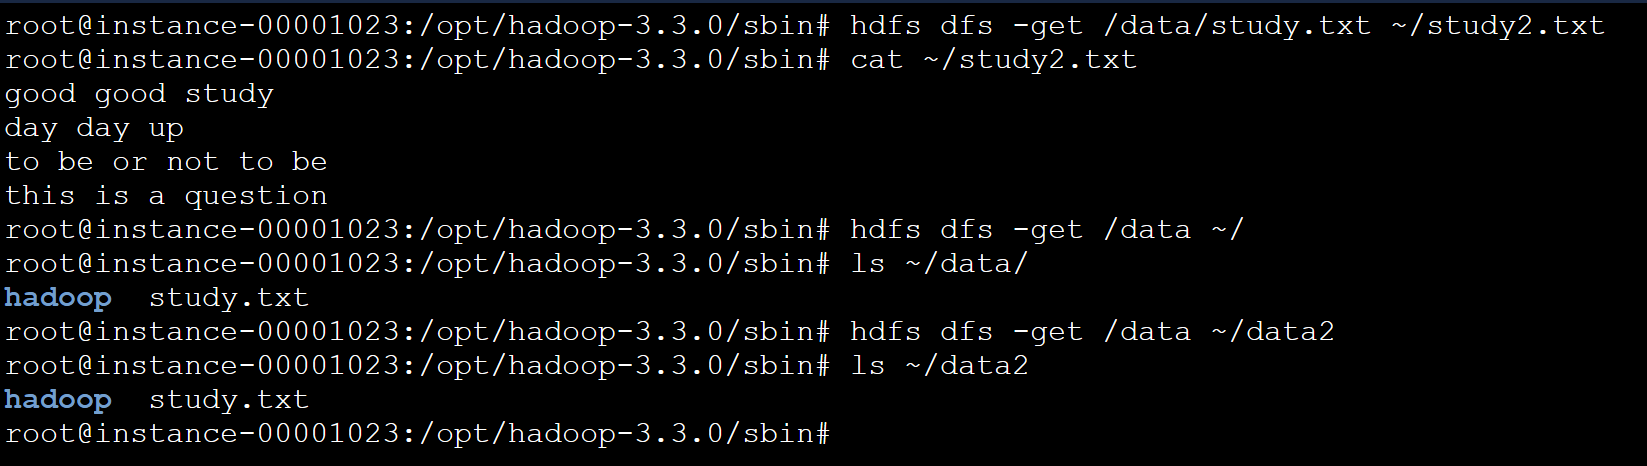 root@instance-00001023:/opt/hadoop-3.3.0/sbin# hdfs dfs -get /data/study.txt ~/study2.txt
root@instance-00001023:/opt/hadoop-3.3.0/sbin# cat ~/study2.txt
good good study
day day up
to be or not to be
this is a question
root@instance-00001023:/opt/hadoop-3.3.0/sbin# hdfs dfs -get /data ~/
root@instance-00001023:/opt/hadoop-3.3.0/sbin# ls ~/data/
hadoop  study.txt
root@instance-00001023:/opt/hadoop-3.3.0/sbin# hdfs dfs -get /data ~/data2
root@instance-00001023:/opt/hadoop-3.3.0/sbin# ls ~/data2
hadoop  study.txt
root@instance-00001023:/opt/hadoop-3.3.0/sbin#